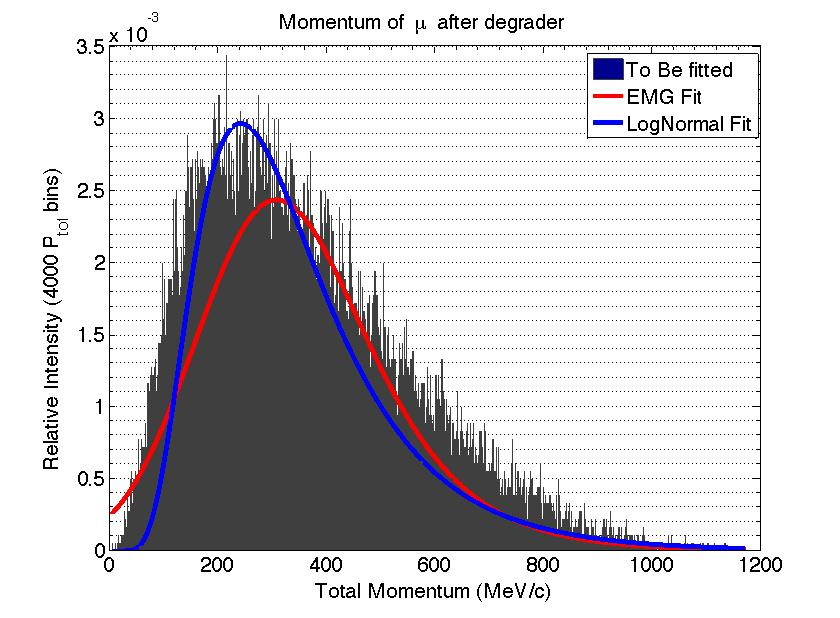 Momentum of μ after degrader
x 10⁻³
3.5
3
2.5
2
1.5
1
0.5
0
Relative Intensity (4000 P_tol bins)
To Be fitted
EMG Fit
LogNormal Fit
0 200 400 600 800 1000 1200
Total Momentum (MeV/c)